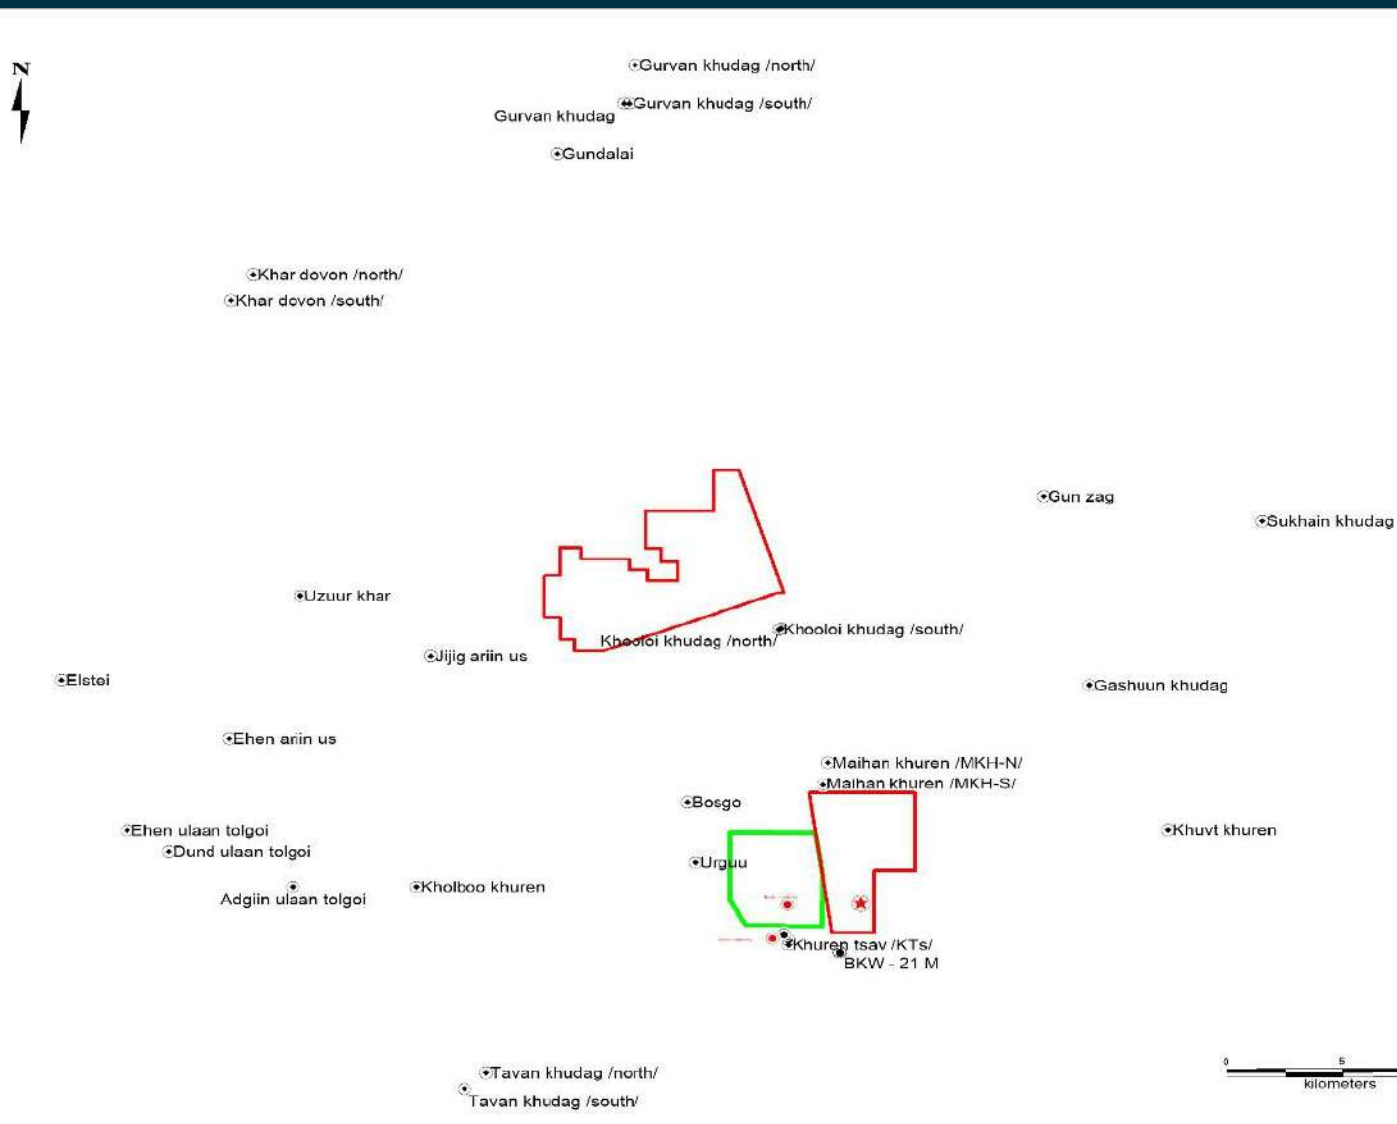 N
Gurvan khudag /north/
Gurvan khudag /south/
Gurvan khudag
Gundalai
Khar dovon /north/
Khar dovon /south/
Gun zag
Sukhain khudag
Uzuur khar
Khooloi khudag /south/
Khooloi khudag /north/
Jijig ariin us
Elstei
Gashuun khudag
Ehen ariin us
Maihan khuren /MKH-N/
Maihan khuren /MKH-S/
Bosgo
Ehen ulaan tolgoi
Khuvt khuren
Dund ulaan tolgoi
Urguu
Kholboo khuren
Adgiin ulaan tolgoi
Khuren tsav /KTs/
BKW - 21 M
0 5
kilometers
Tavan khudag /north/
Tavan khudag /south/